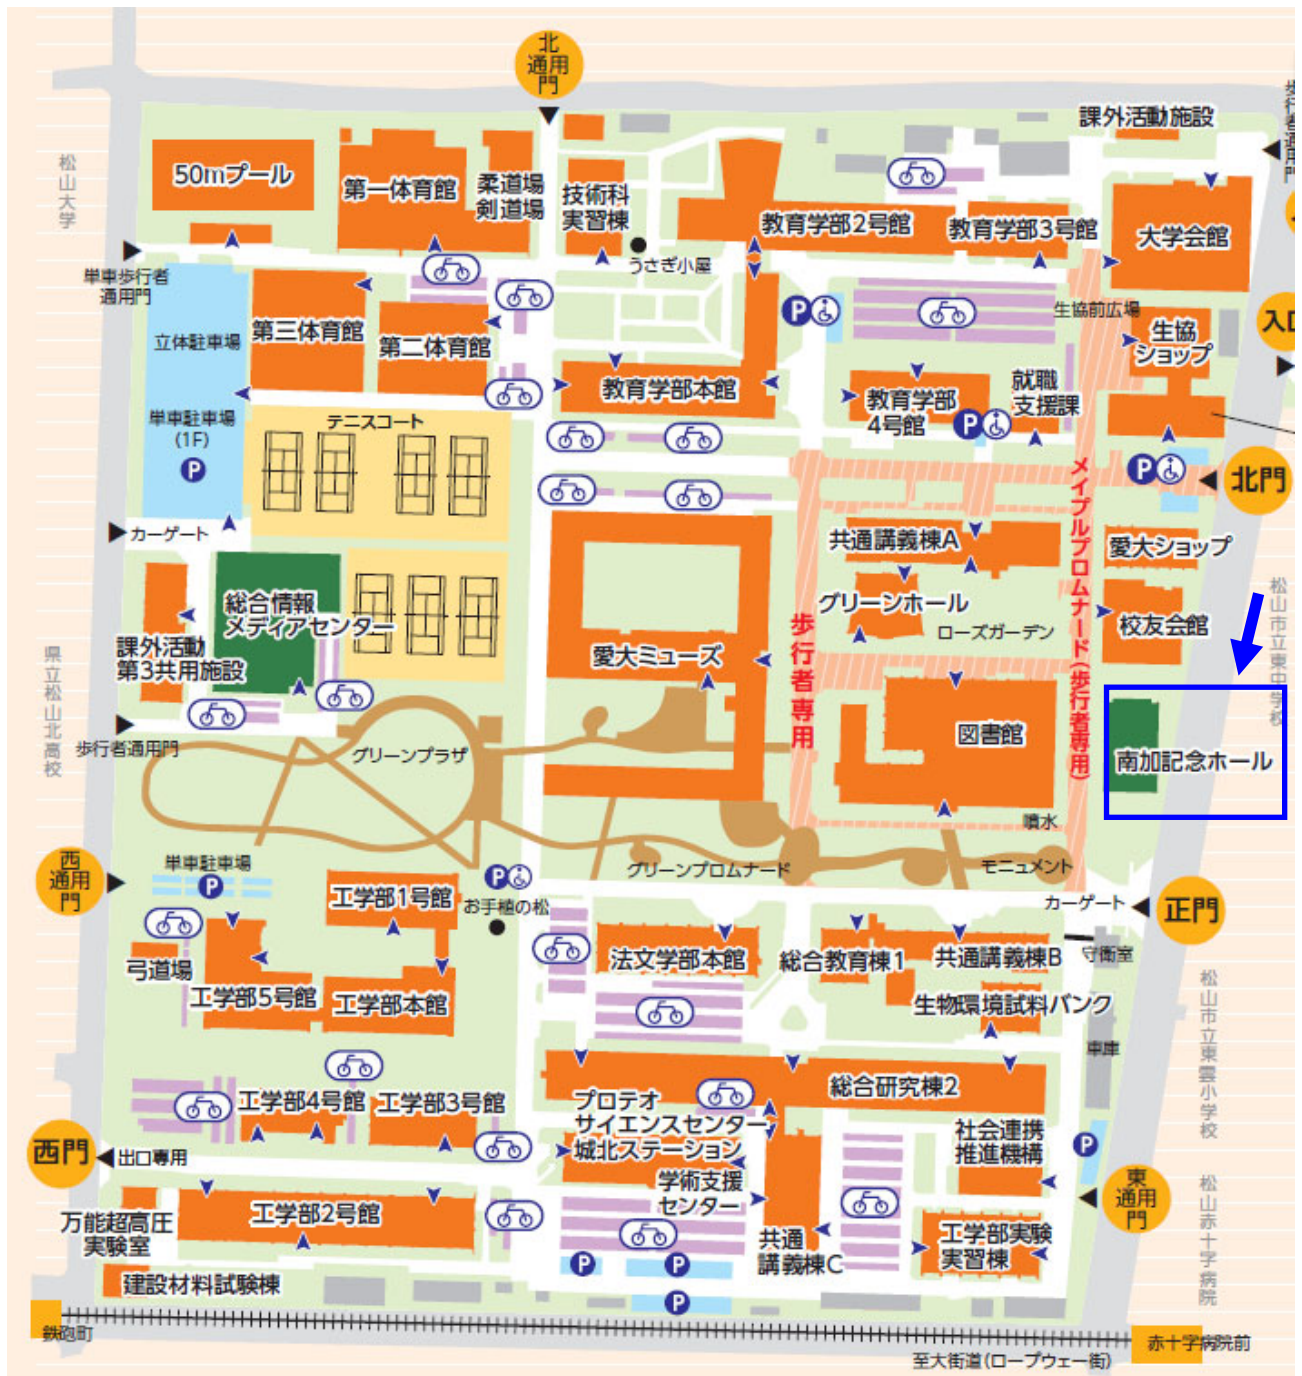 北
通用
門
課外活動施設
歩行者通用門
松山大学
50mプール
第一体育館
柔道場
剣道場
技術科
実習棟
教育学部2号館
教育学部3号館
大学会館
うさぎ小屋
単車歩行者
通用門
立体駐車場
第三体育館
第二体育館
P
生協前広場
入口
生協
ショップ
教育学部本館
教育学部
4号館
就職
支援課
P
単車駐車場
(1F)
P
テニスコート
P
北門
カーゲート
メイプルプロムナード(歩行者専用)
共通講義棟A
愛大ショップ
総合情報
メディアセンター
グリーンホール
ローズガーデン
校友会館
松山市立東中学校
課外活動
第3共用施設
愛大ミューズ
歩行者専用
県立松山北高校
歩行者通用門
グリーンプラザ
図書館
南加記念ホール
噴水
西
通用
門
単車駐車場
P
工学部1号館
P
お手植の松
グリーンプロムナード
モニュメント
カーゲート
正門
弓道場
工学部5号館
工学部本館
法文学部本館
総合教育棟1
共通講義棟B
守衛室
生物環境試料バンク
車庫
松山市立東雲小学校
工学部4号館
工学部3号館
総合研究棟2
プロテオ
サイエンスセンター
城北ステーション
社会連携
推進機構
P
西門
出口専用
学術支援
センター
東
通用
門
松山赤十字病院
万能超高圧
実験室
工学部2号館
共通
講義棟C
工学部実験
実習棟
建設材料試験棟
P
P
P
鉄砲町
赤十字病院前
至大街道(ロープウェー街)